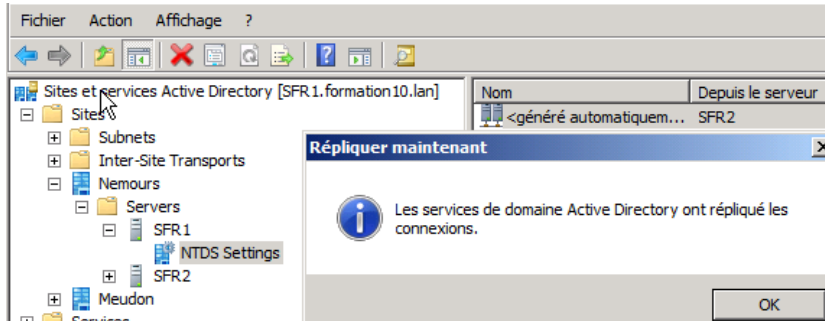 Fichier Action Affichage ?
Sites et services Active Directory [SFR1.formation10.lan]
Sites
Subnets
Inter-Site Transports
Nemours
Servers
SFR1
NTDS Settings
SFR2
Meudon
Services
Nom Depuis le serveur
<généré automatiquem... SFR2
Répliquer maintenant
Les services de domaine Active Directory ont répliqué les
connexions.
OK